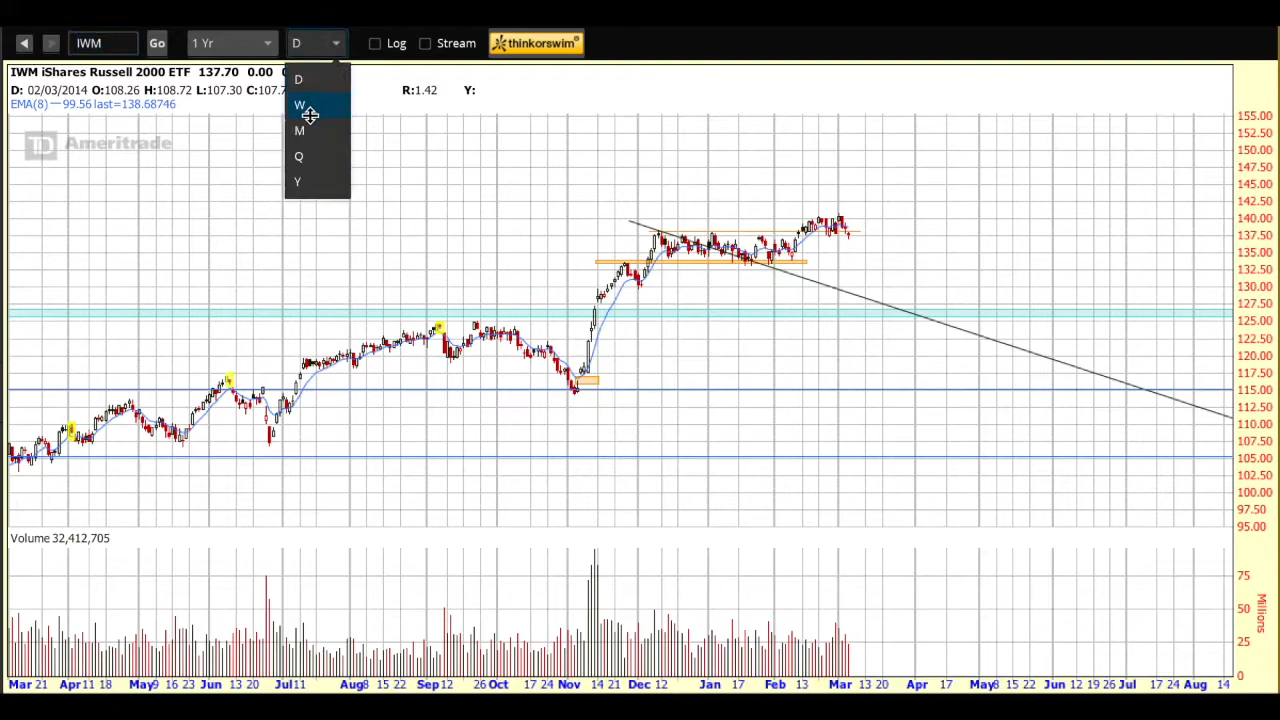 IWM Go 1 Yr D Log Stream thinkorswim®
IWM iShares Russell 2000 ETF 137.70 0.00
D: 02/03/2014 O:108.26 H:108.72 L:107.30 R:1.42 Y:
EMA(8) 99.56 last=138.68746
D
W
M
Q
Y
TD Ameritrade
155.00
152.50
150.00
147.50
145.00
142.50
140.00
137.50
135.00
132.50
130.00
127.50
125.00
122.50
120.00
117.50
115.00
112.50
110.00
107.50
105.00
102.50
100.00
97.50
95.00
Volume 32,412,705
75
50
25
0
Millions
Mar 21 Apr 11 18 May 9 16 23 Jun 13 20 Jul 11 Aug 8 15 22 Sep 12 26 Oct 17 24 Nov 14 21 Dec 12 Jan 17 Feb 13 Mar 13 20 Apr 17 May 8 15 22 Jun 12 19 26 Jul 17 24 Aug 14